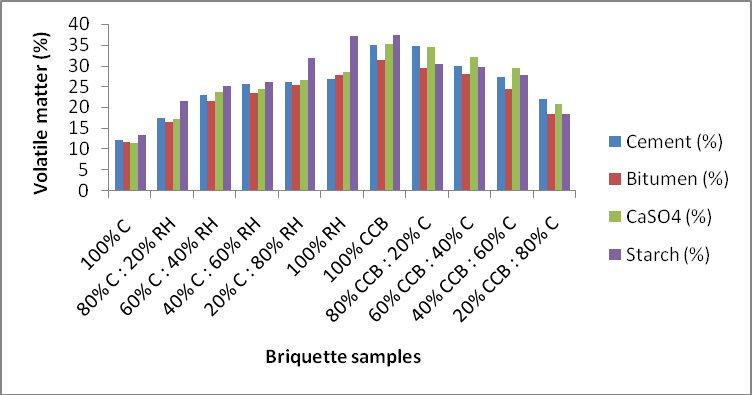 Volatile matter (%)
40
35
30
25
20
15
10
5
0
100% C
80% C : 20% RH
60% C : 40% RH
40% C : 60% RH
20% C : 80% RH
100% RH
100% CCB
80% CCB : 20% C
60% CCB : 40% C
40% CCB : 60% C
20% CCB : 80% C
Briquette samples
Cement (%)
Bitumen (%)
CaSO4 (%)
Starch (%)